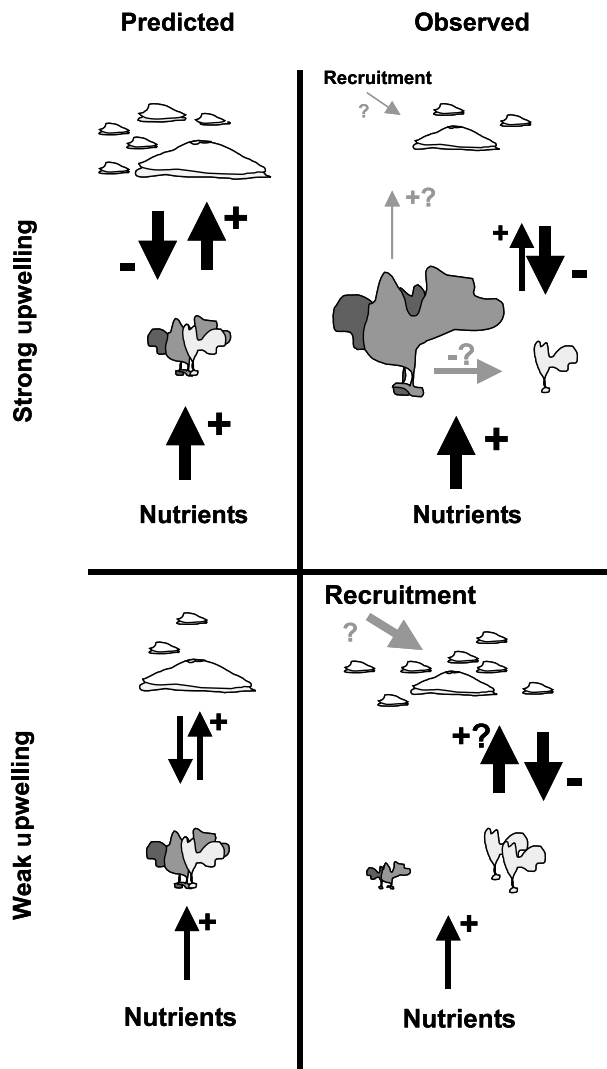 Predicted
Observed
Strong upwelling
-
+
+
Nutrients
Recruitment
?
+?
+
-
-?
+
Nutrients
Weak upwelling
+
+
Nutrients
Recruitment
?
+?
-
+
Nutrients